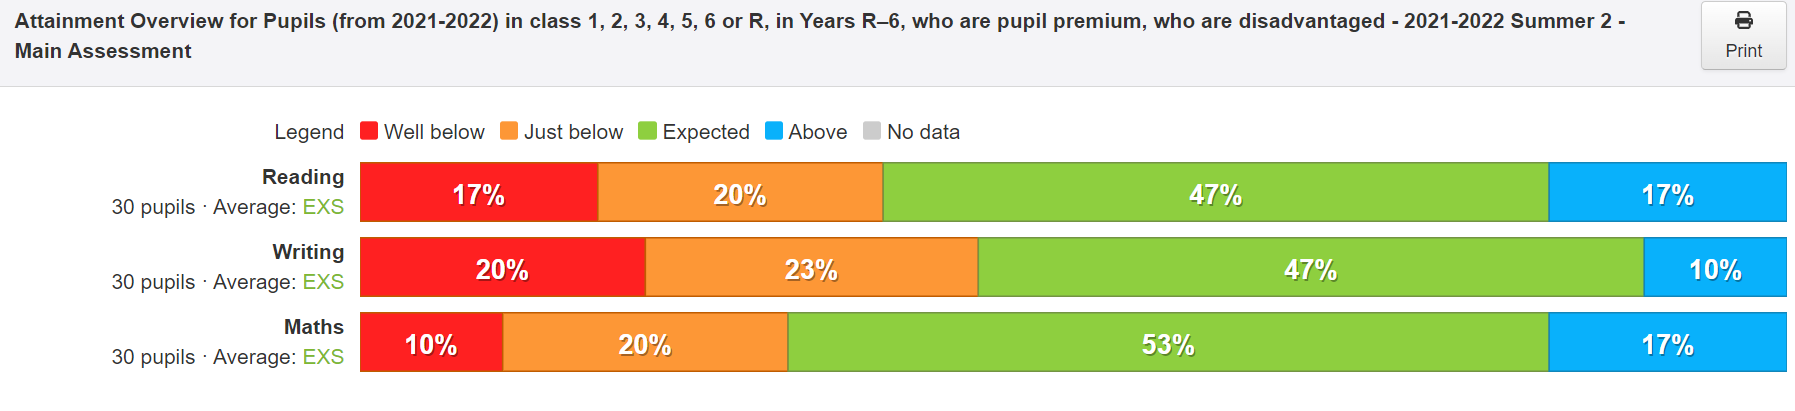 Attainment Overview for Pupils (from 2021-2022) in class 1, 2, 3, 4, 5, 6 or R, in Years R–6, who are pupil premium, who are disadvantaged - 2021-2022 Summer 2 -
Main Assessment
Print
Legend Well below Just below Expected Above No data
Reading
30 pupils · Average: EXS
17% 20% 47% 17%
Writing
30 pupils · Average: EXS
20% 23% 47% 10%
Maths
30 pupils · Average: EXS
10% 20% 53% 17%